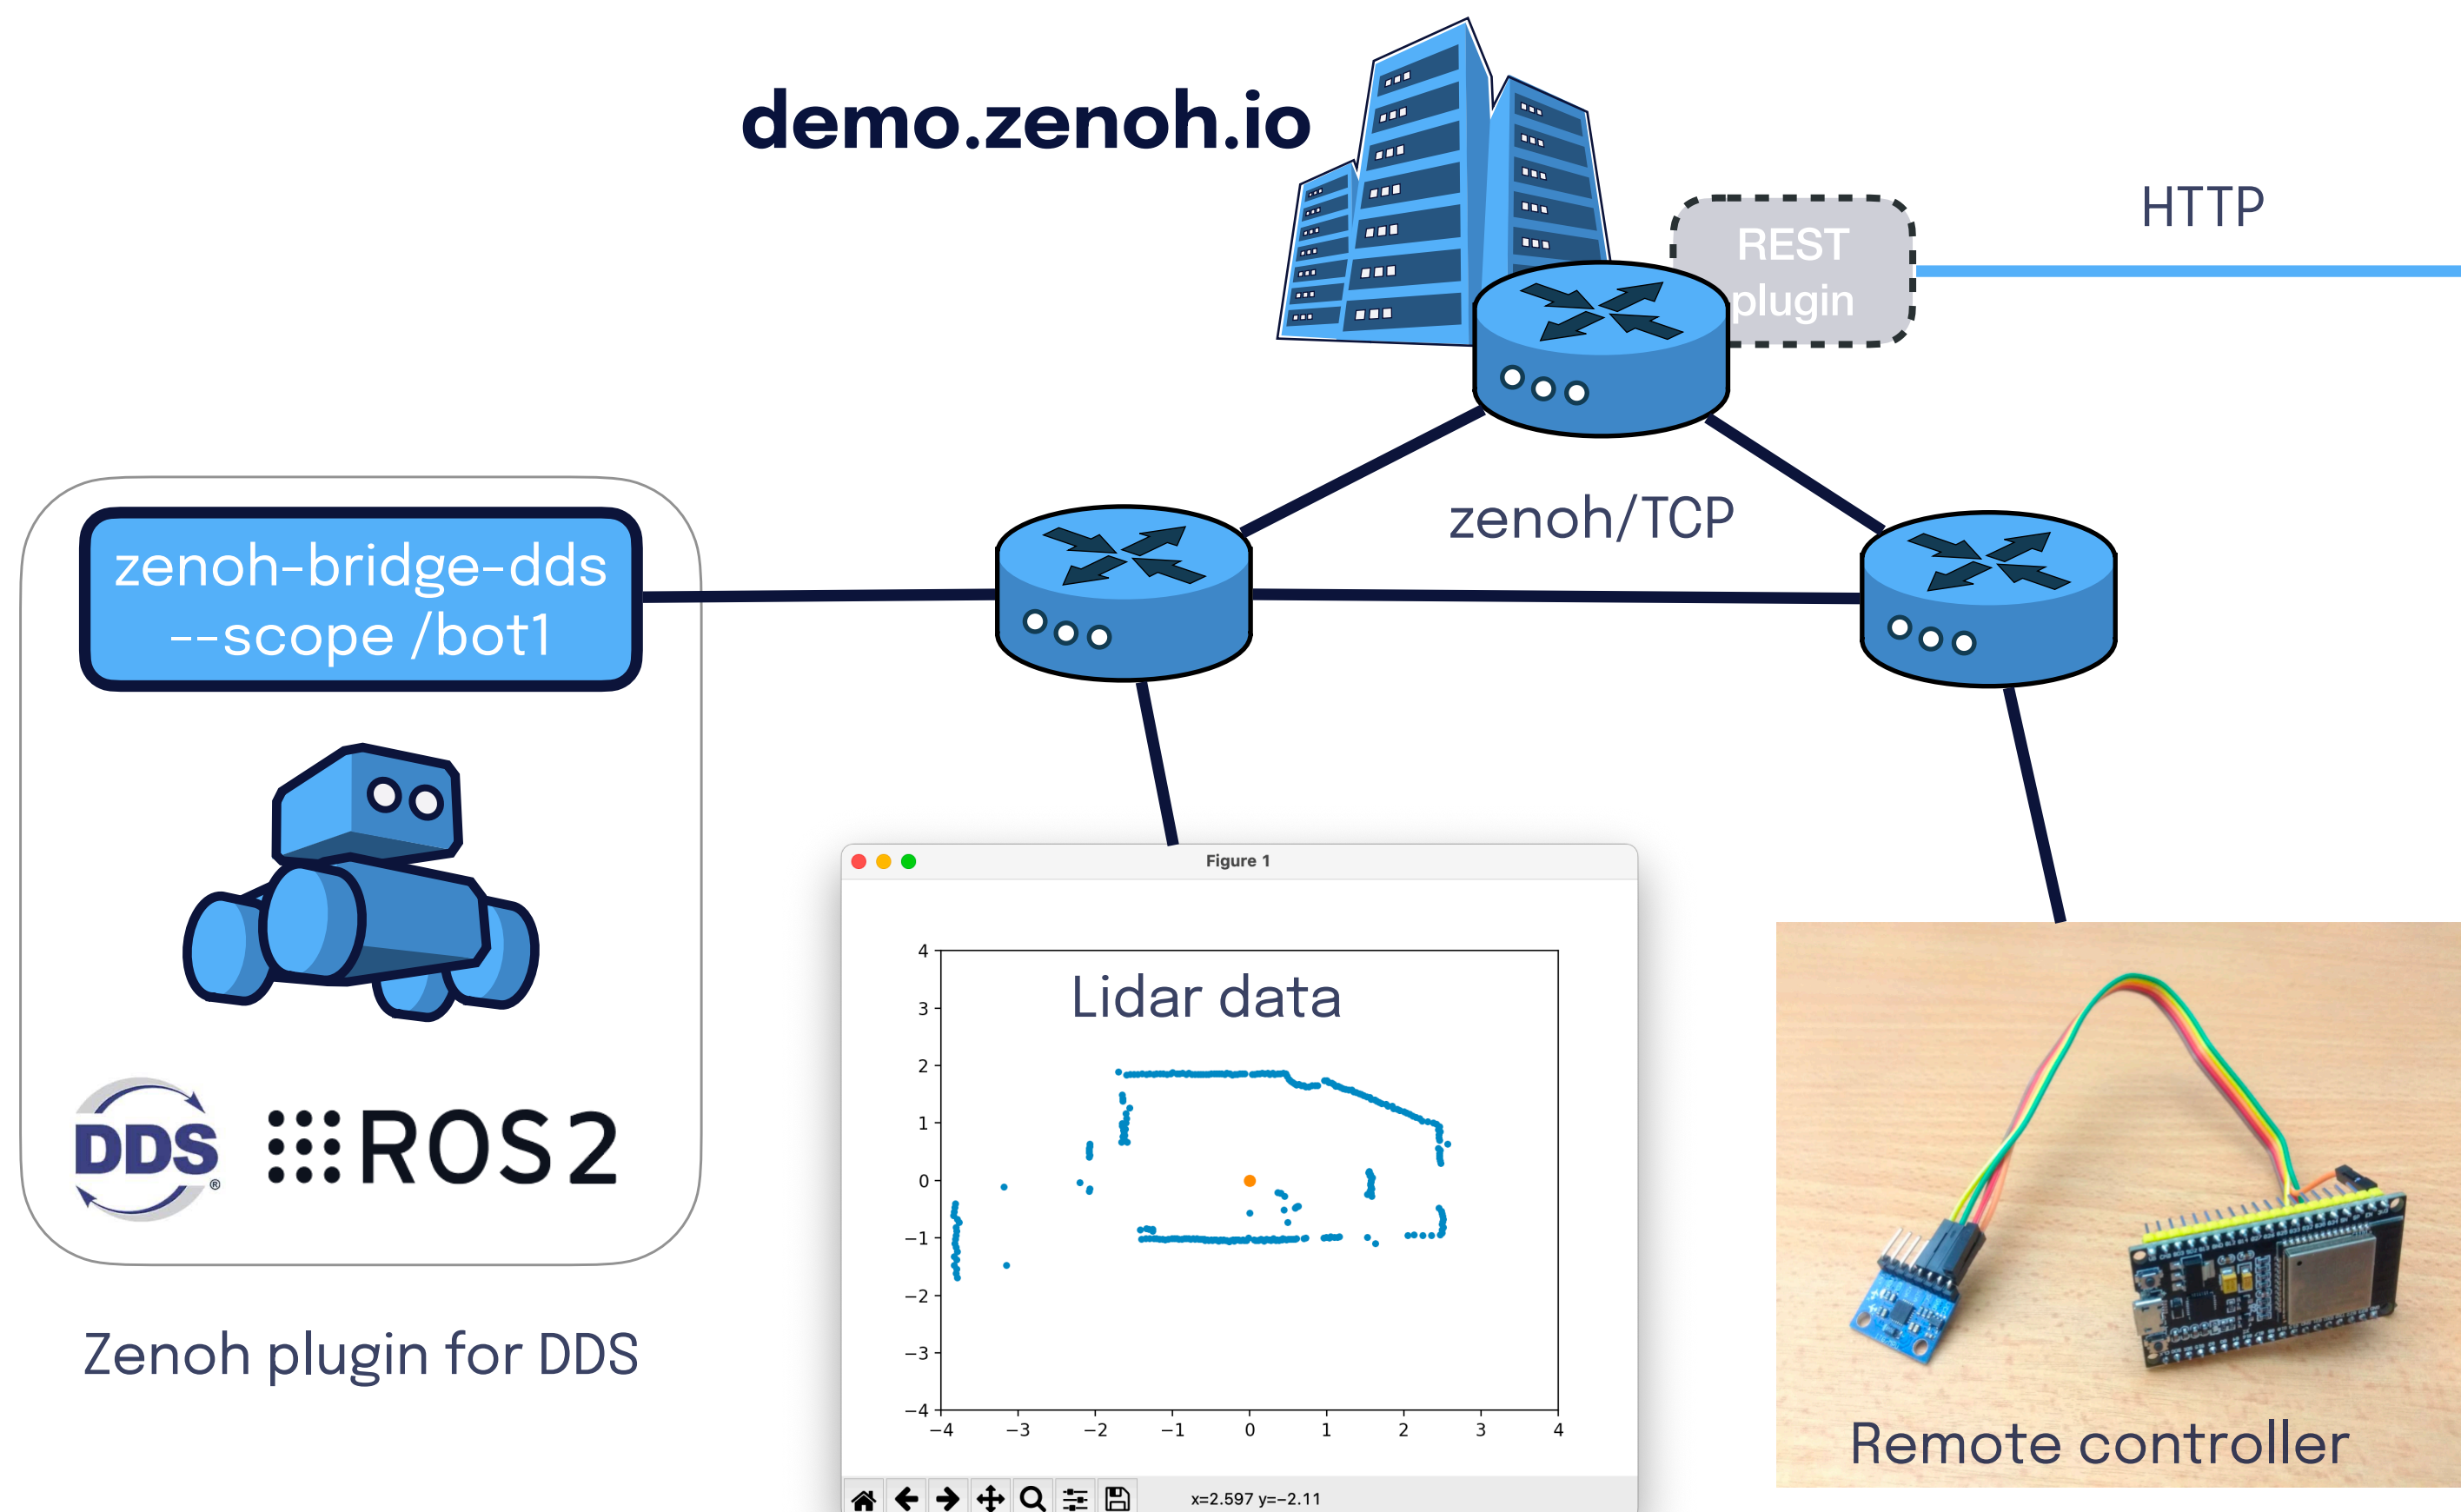 demo.zenoh.io
REST
plugin
HTTP
zenoh/TCP
zenoh-bridge-dds
--scope /bot1
DDS
®
ROS2
Zenoh plugin for DDS
Figure 1
Lidar data
4
3
2
1
0
−1
−2
−3
−4
−4 −3 −2 −1 0 1 2 3 4
x=2.597 y=−2.11
Remote controller